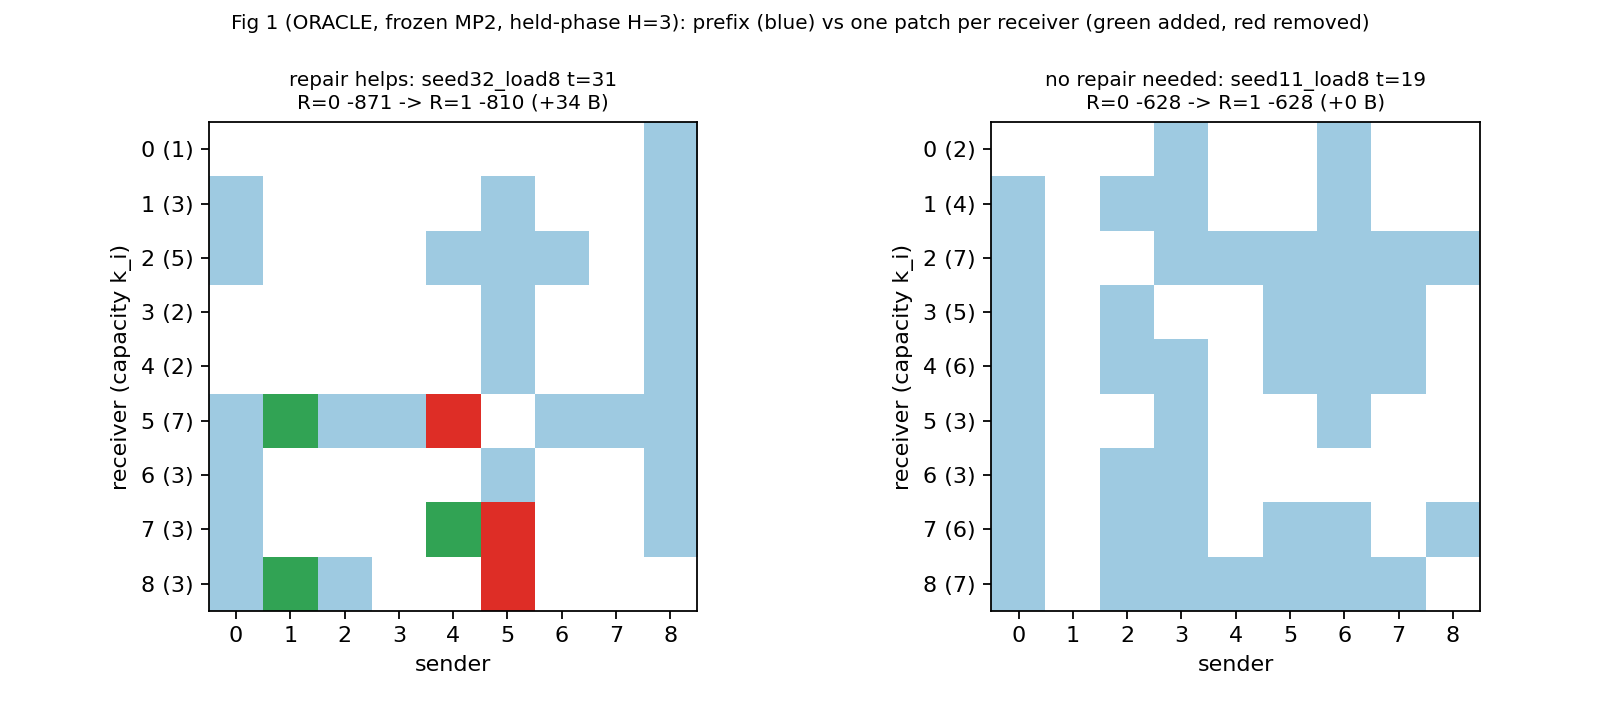 Fig 1 (ORACLE, frozen MP2, held-phase H=3): prefix (blue) vs one patch per receiver (green added, red removed)
repair helps: seed32_load8 t=31
R=0 -871 -> R=1 -810 (+34 B)
receiver (capacity k_i)
0 (1)
1 (3)
2 (5)
3 (2)
4 (2)
5 (7)
6 (3)
7 (3)
8 (3)
0 1 2 3 4 5 6 7 8
sender
no repair needed: seed11_load8 t=19
R=0 -628 -> R=1 -628 (+0 B)
receiver (capacity k_i)
0 (2)
1 (4)
2 (7)
3 (5)
4 (6)
5 (3)
6 (3)
7 (6)
8 (7)
0 1 2 3 4 5 6 7 8
sender